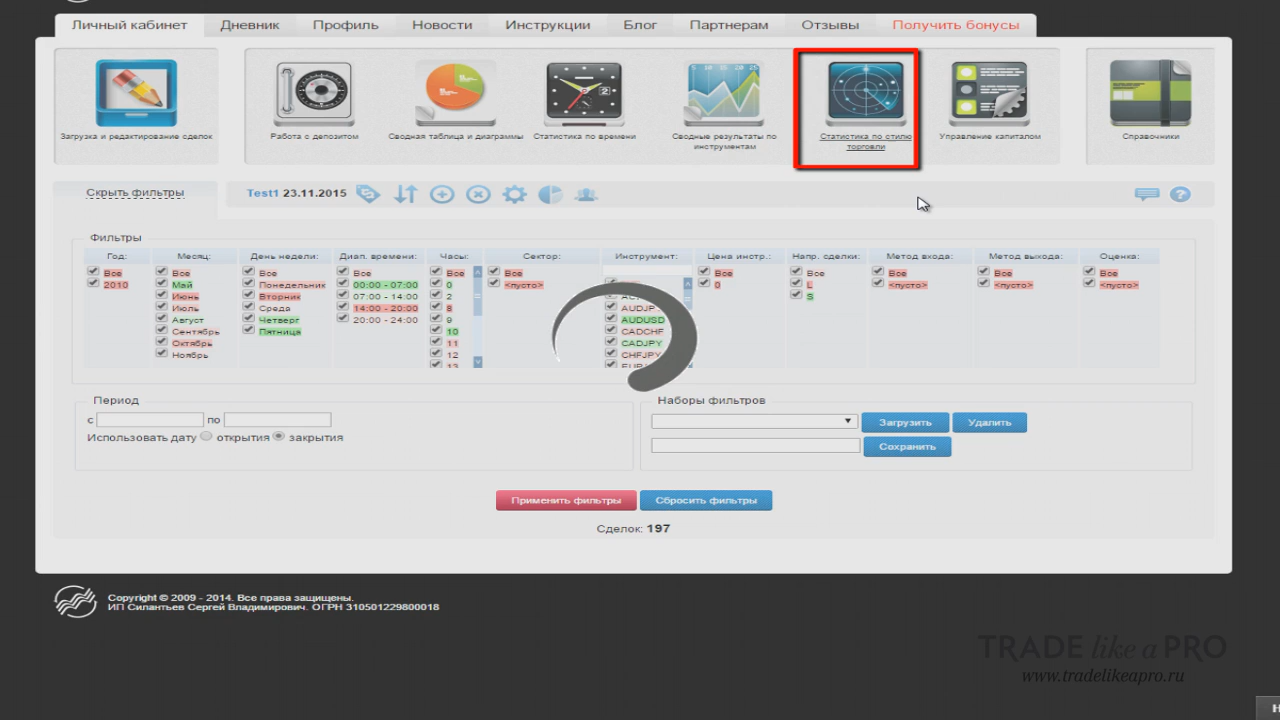 Личный кабинет Дневник Профиль Новости Инструкции Блог Партнерам Отзывы Получить бонусы
Загрузка и редактирование сделок
Работа с депозитом
Сводная таблица и диаграммы
Статистика по времени
Сводные результаты по
инструментам
Статистика по стилю
торговли
Управление капиталом
Справочники
Скрыть фильтры
Test1 23.11.2015
Фильтры
Год:
Все
2010
Месяц:
Все
Май
Июнь
Июль
Август
Сентябрь
Октябрь
Ноябрь
День недели:
Все
Понедельник
Вторник
Среда
Четверг
Пятница
Диап. времени:
Все
00:00 - 07:00
07:00 - 14:00
14:00 - 20:00
20:00 - 24:00
Часы:
Все
0
2
8
9
10
11
12
13
Сектор:
Все
<пусто>
Инструмент:
AUDJP
AUDUSD
CADCHF
CADJPY
CHFJPY
Цена инстр.:
Все
0
Напр. сделки:
Все
L
S
Метод входа:
Все
<пусто>
Метод выхода:
Все
<пусто>
Оценка:
Все
<пусто>
Период
с по
Использовать дату открытия закрытия
Наборы фильтров
Загрузить Удалить
Сохранить
Применить фильтры Сбросить фильтры
Сделок: 197
Copyright © 2009 - 2014. Все права защищены.
ИП Силантьев Сергей Владимирович. ОГРН 310501229800018
TRADE like a PRO
www.tradelikeapro.ru